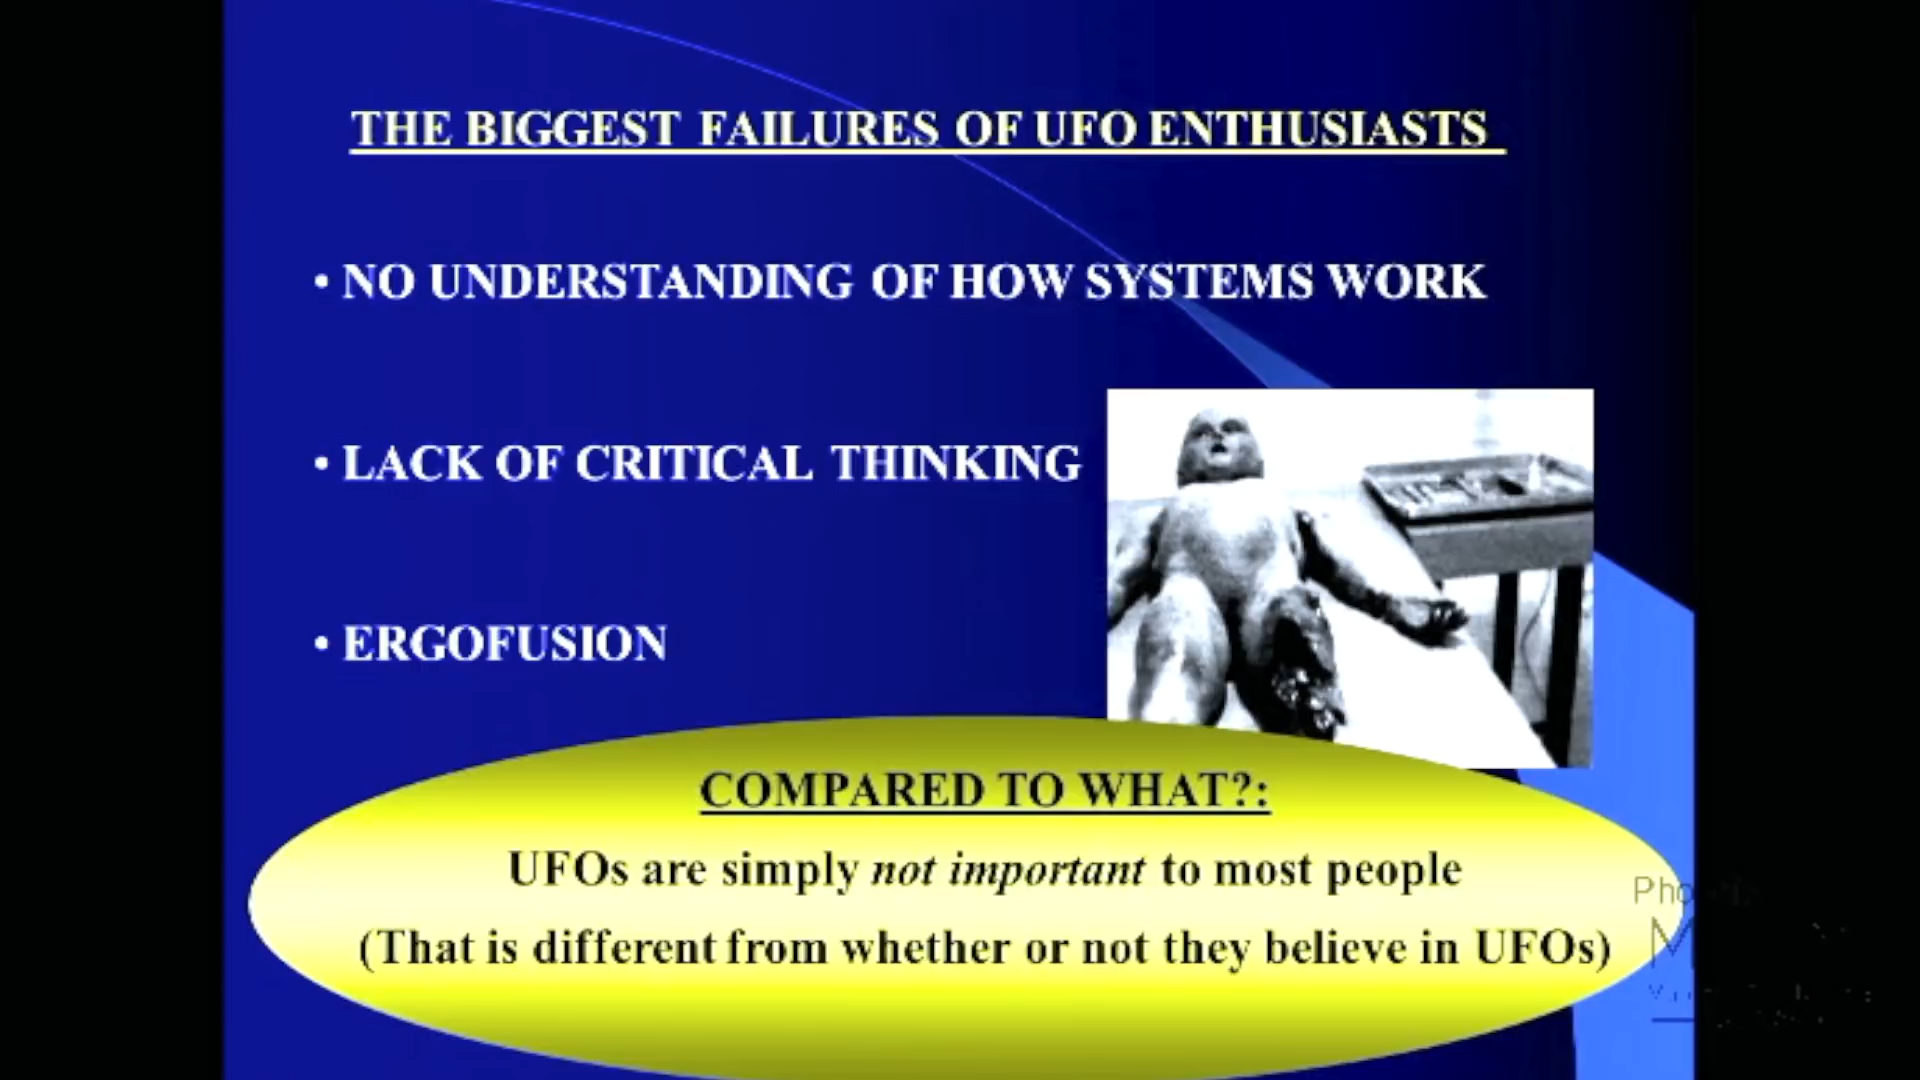 THE BIGGEST FAILURES OF UFO ENTHUSIASTS
• NO UNDERSTANDING OF HOW SYSTEMS WORK
• LACK OF CRITICAL THINKING
• ERGOFUSION
COMPARED TO WHAT?:
UFOs are simply not important to most people
(That is different from whether or not they believe in UFOs)